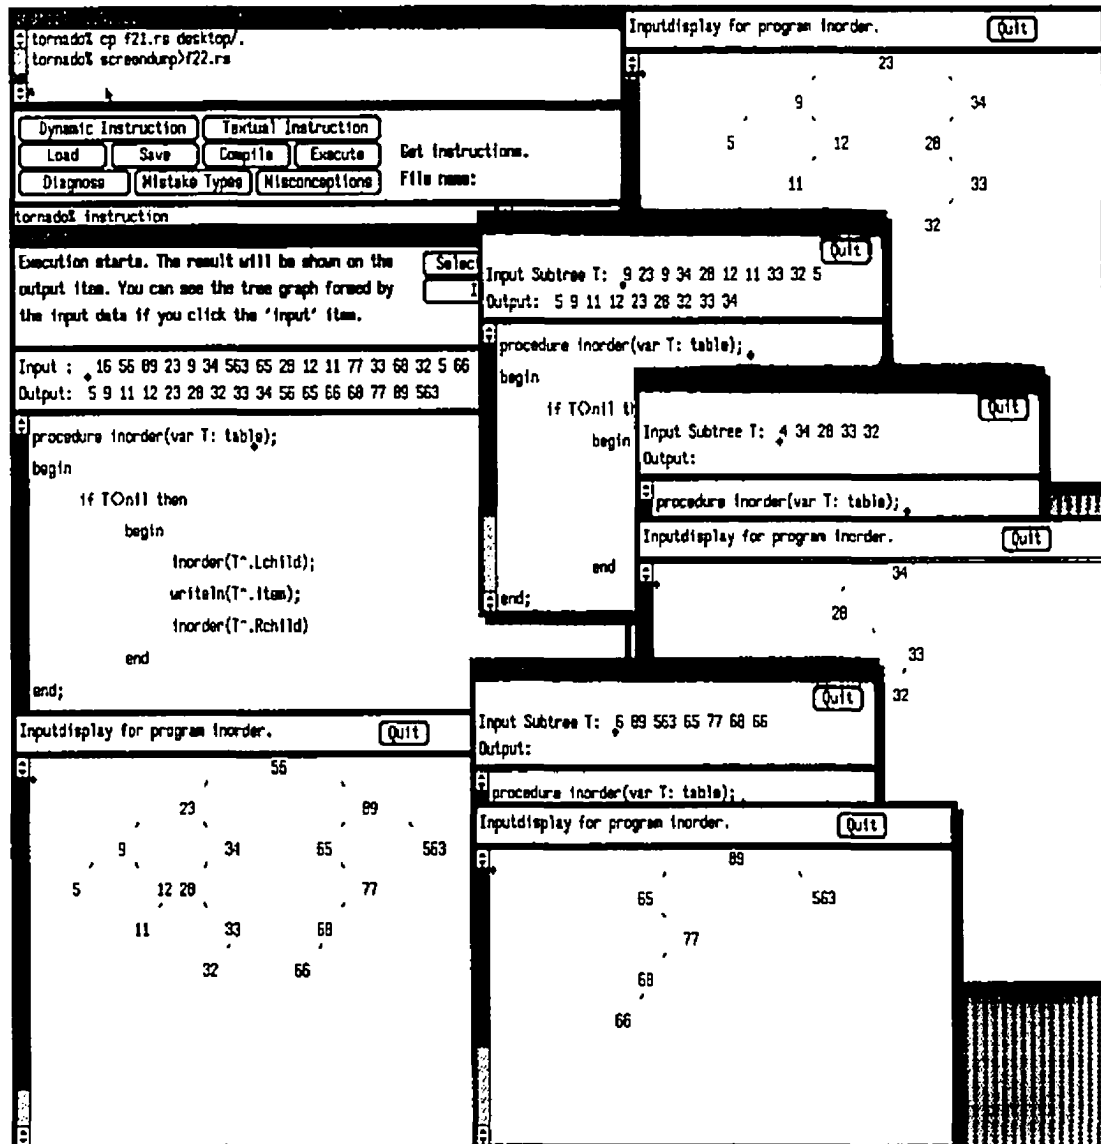 tornado% cp f21.rs desktop/.
tornado% screendump>f22.rs
Dynamic Instruction Textual Instruction
Load Save Compile Execute Get instructions.
Diagnose Mistake Types Misconceptions File name:
tornado% instruction
Execution starts. The result will be shown on the
output item. You can see the tree graph formed by
the input data if you click the 'input' item.
Selec
I
Input : 16 56 89 23 9 34 563 65 28 12 11 77 33 68 32 5 66
Output: 5 9 11 12 23 28 32 33 34 56 65 66 68 77 89 563
procedure inorder(var T: table);
begin
if T<>nil then
begin
inorder(T^.Lchild);
writeln(T^.item);
inorder(T^.Rchild)
end
end;
Inputdisplay for program inorder. Quit
56
23 89
9 34 65 563
5 12 28 77
11 33 68
32 66
Inputdisplay for program inorder. Quit
23
9 34
5 12 28
11 33
32
Quit
Input Subtree T: 9 23 9 34 28 12 11 33 32 5
Output: 5 9 11 12 23 28 32 33 34
procedure inorder(var T: table);
begin
if T<>nil th
begin
end
end;
Quit
Input Subtree T: 4 34 28 33 32
Output:
procedure inorder(var T: table);
Inputdisplay for program inorder. Quit
34
28
33
32
Quit
Input Subtree T: 6 89 563 65 77 68 66
Output:
procedure inorder(var T: table);
Inputdisplay for program inorder. Quit
89
65 563
77
68
66